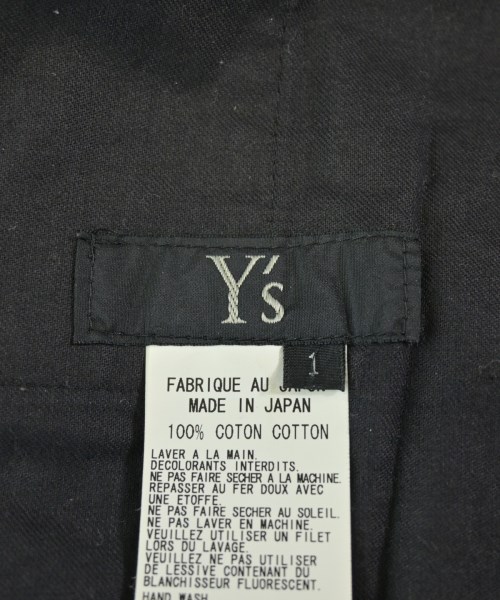 Y's
1
FABRIQUE AU JAPON
MADE IN JAPAN
100% COTON COTTON
LAVER A LA MAIN.
DECOLORANTS INTERDITS.
NE PAS FAIRE SECHER A LA MACHINE.
REPASSER AU FER DOUX AVEC
UNE ETOFFE.
NE PAS FAIRE SECHER AU SOLEIL.
NE PAS LAVER EN MACHINE.
VEUILLEZ UTILISER UN FILET
LORS DU LAVAGE.
VEUILLEZ NE PAS UTILISER
DE LESSIVE CONTENANT DU
BLANCHISSEUR FLUORESCENT.
HAND WASH